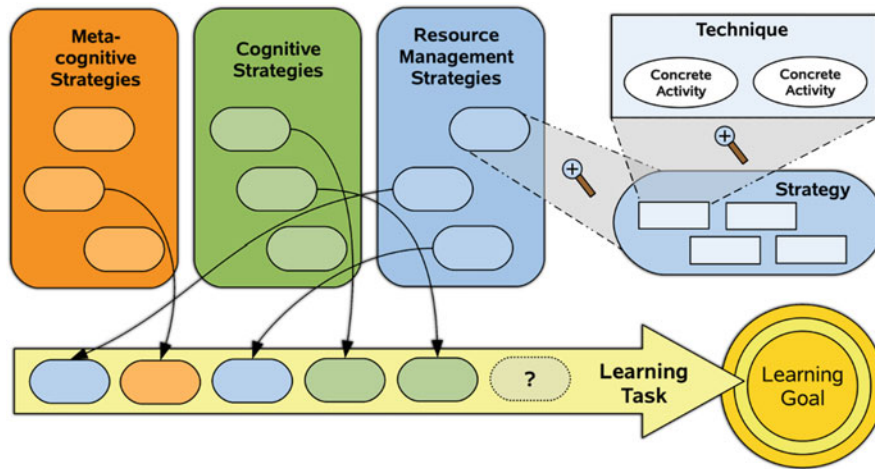 Meta-
cognitive
Strategies
Cognitive
Strategies
Resource
Management
Strategies
Technique
Concrete
Activity
Concrete
Activity
Strategy
?
Learning
Task
Learning
Goal